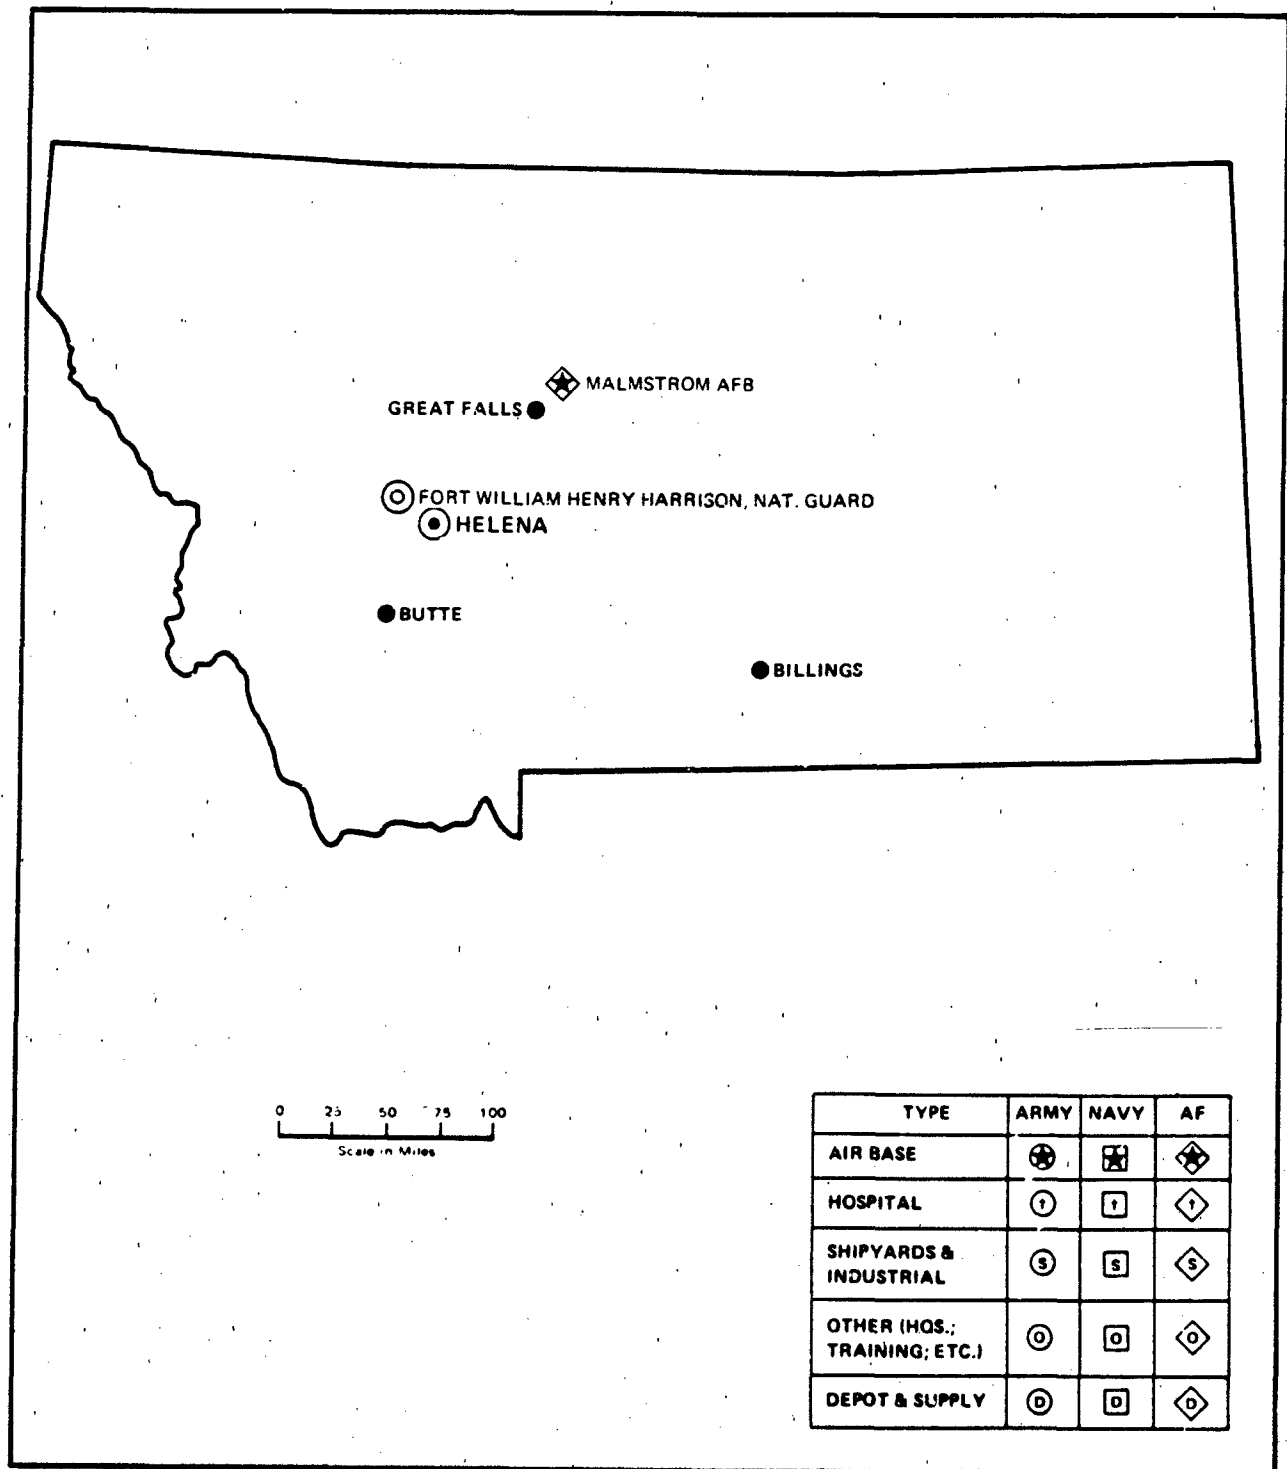 MALMSTROM AFB
GREAT FALLS
FORT WILLIAM HENRY HARRISON, NAT. GUARD
HELENA
BUTTE
BILLINGS
0 25 50 75 100
Scale in Miles
TYPE ARMY NAVY AF
AIR BASE
HOSPITAL
SHIPYARDS &
INDUSTRIAL
S S S
OTHER (HQS.;
TRAINING; ETC.)
O O O
DEPOT & SUPPLY D D D